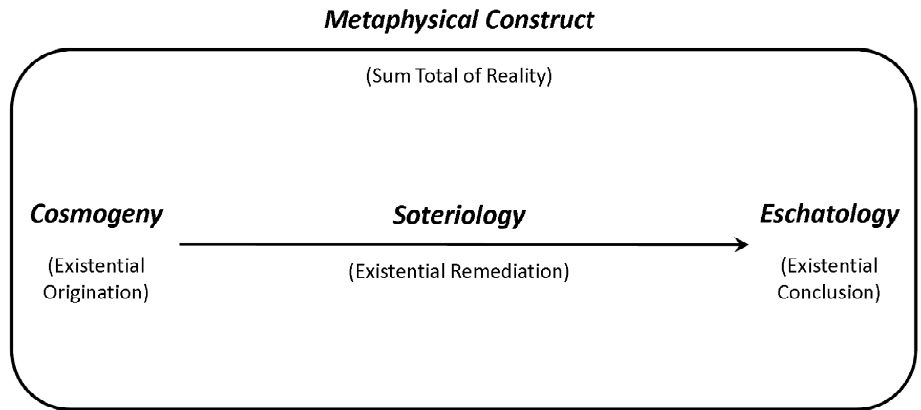 Metaphysical Construct
(Sum Total of Reality)
Cosmogeny
Soteriology
Eschatology
(Existential
Origination)
(Existential Remediation)
(Existential
Conclusion)